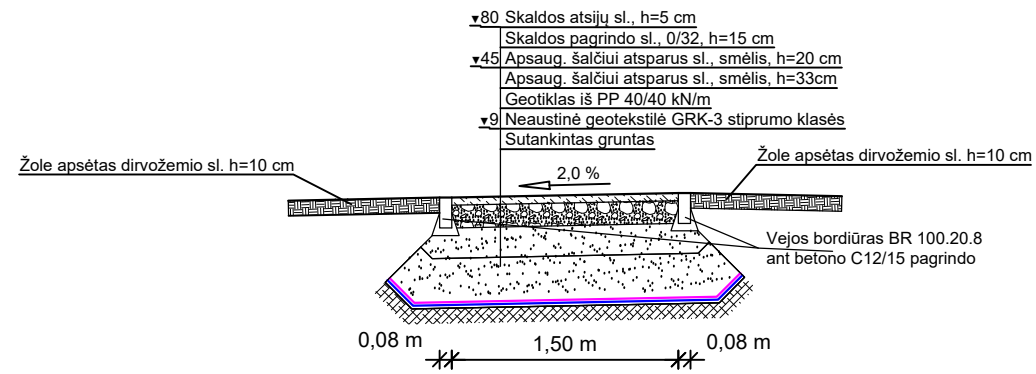 ▼80 Skaldos atsijų sl., h=5 cm
Skaldos pagrindo sl., 0/32, h=15 cm
▼45 Apsaug. šalčiui atsparus sl., smėlis, h=20 cm
Apsaug. šalčiui atsparus sl., smėlis, h=33cm
Geotiklas iš PP 40/40 kN/m
▼9 Neaustinė geotekstilė GRK-3 stiprumo klasės
Sutankintas gruntas
Žole apsėtas dirvožemio sl. h=10 cm
2,0 %
Žole apsėtas dirvožemio sl. h=10 cm
Vejos bordiūras BR 100.20.8
ant betono C12/15 pagrindo
0,08 m
1,50 m
0,08 m